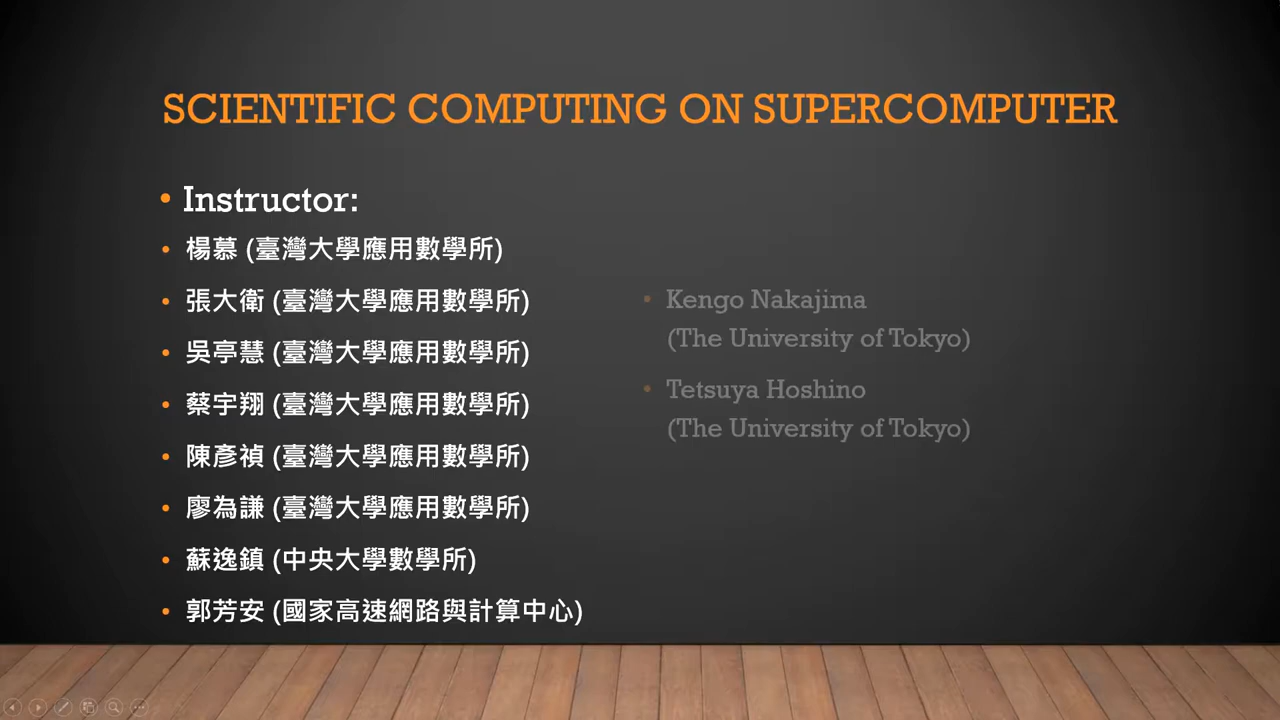 SCIENTIFIC COMPUTING ON SUPERCOMPUTER
• Instructor:
• 楊慕 (臺灣大學應用數學所)
• 張大衛 (臺灣大學應用數學所)
• 吳亭慧 (臺灣大學應用數學所)
• 蔡宇翔 (臺灣大學應用數學所)
• 陳彥禎 (臺灣大學應用數學所)
• 廖為謙 (臺灣大學應用數學所)
• 蘇逸鎮 (中央大學數學所)
• 郭芳安 (國家高速網路與計算中心)
• Kengo Nakajima
(The University of Tokyo)
• Tetsuya Hoshino
(The University of Tokyo)